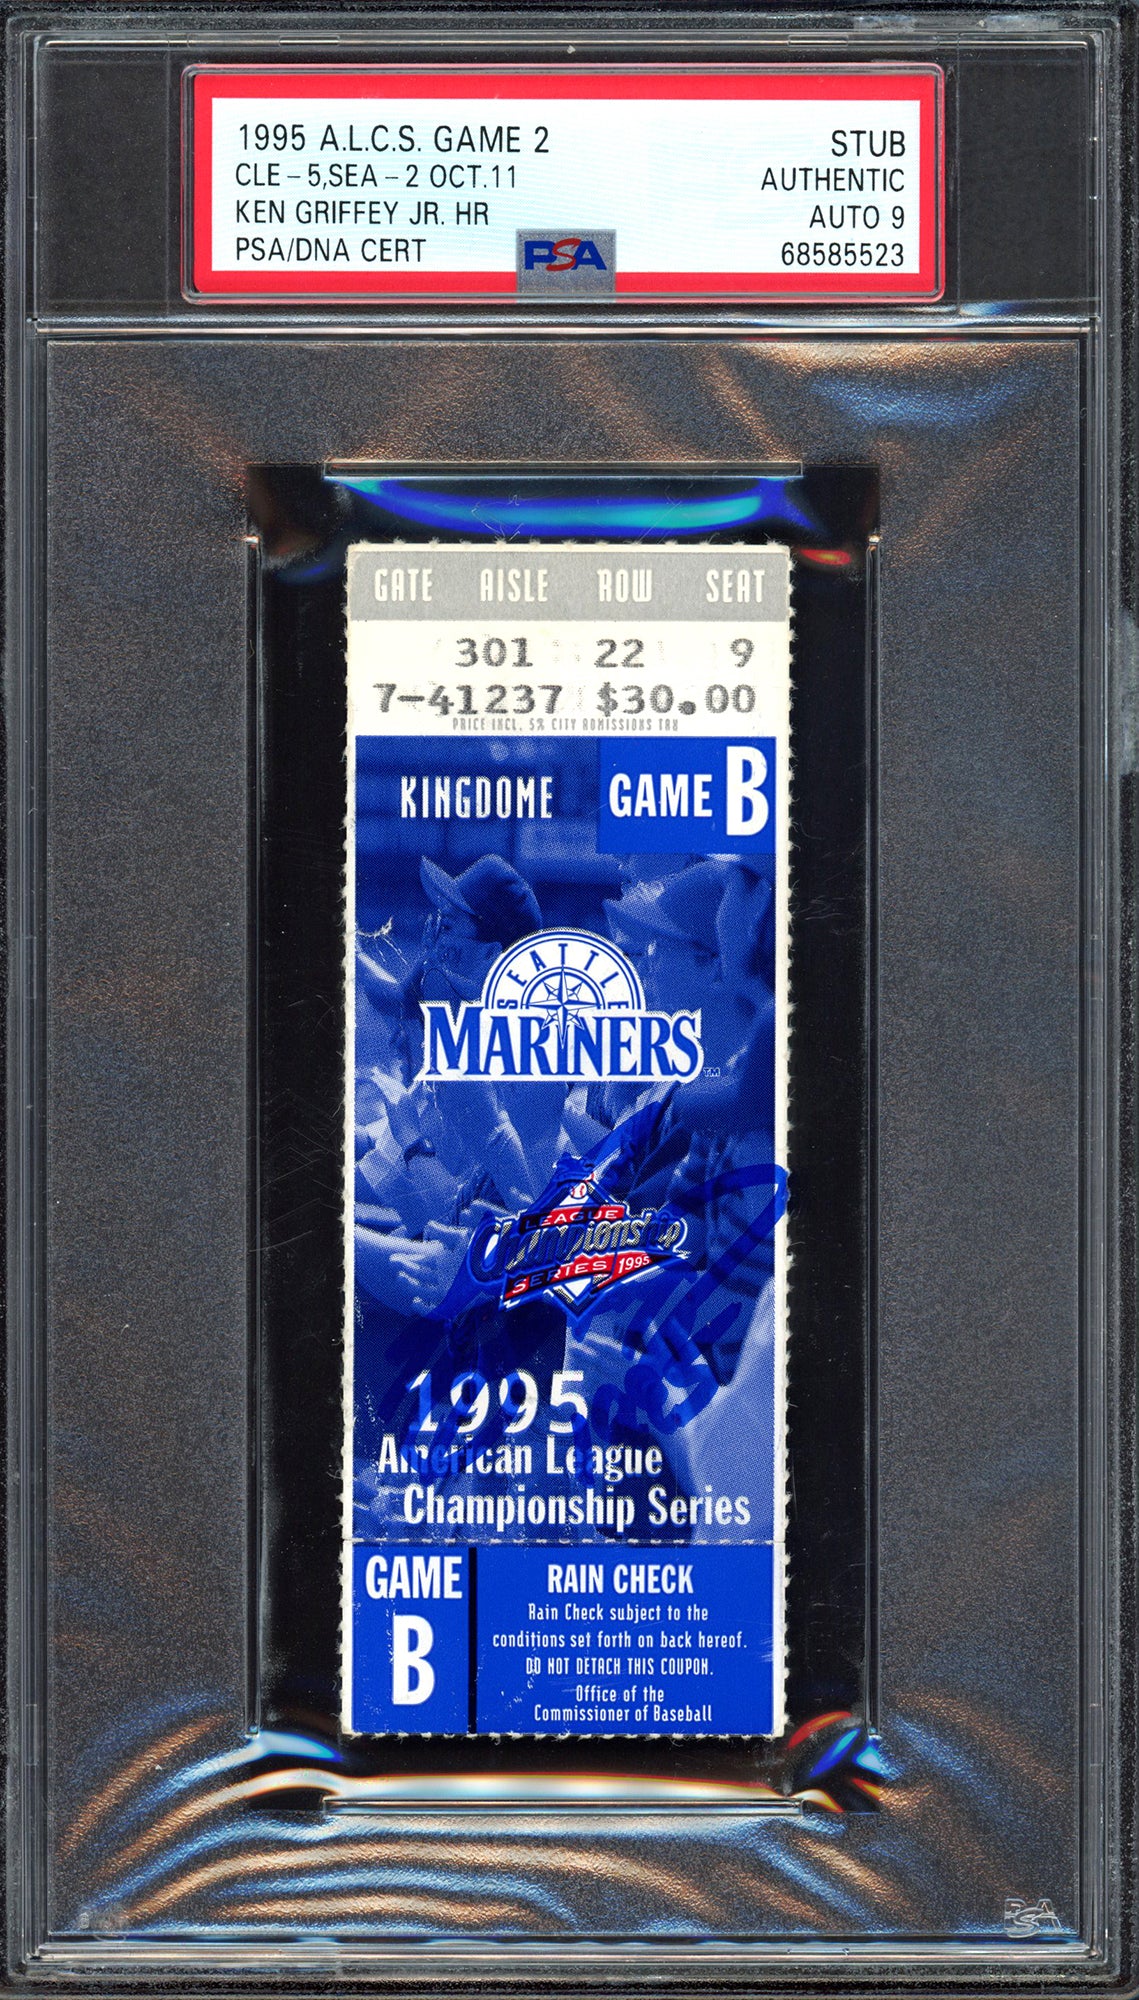 1995 A.L.C.S. GAME 2 STUB
CLE-5,SEA-2 OCT.11 AUTHENTIC
KEN GRIFFEY JR. HR AUTO 9
PSA/DNA CERT PSA 68585523
GATE AISLE ROW SEAT
301 22 9
7-41237 $30.00
PRICE INCL. 5% CITY ADMISSIONS TAX
KINGDOME GAME B
SEATTLE
MARINERS TM
LEAGUE
Championship
SERIES 1995
1995
American League
Championship Series
GAME
B
RAIN CHECK
Rain Check subject to the
conditions set forth on back hereof.
DO NOT DETACH THIS COUPON.
Office of the
Commissioner of Baseball
PSA